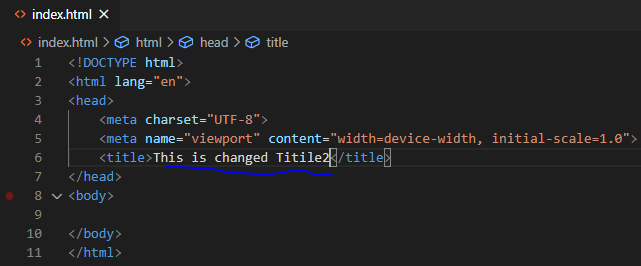 index.html ×
index.html > html > head > title
1 <!DOCTYPE html>
2 <html lang="en">
3 <head>
4 <meta charset="UTF-8">
5 <meta name="viewport" content="width=device-width, initial-scale=1.0">
6 <title>This is changed Titile2</title>
7 </head>
8 <body>
9
10 </body>
11 </html>